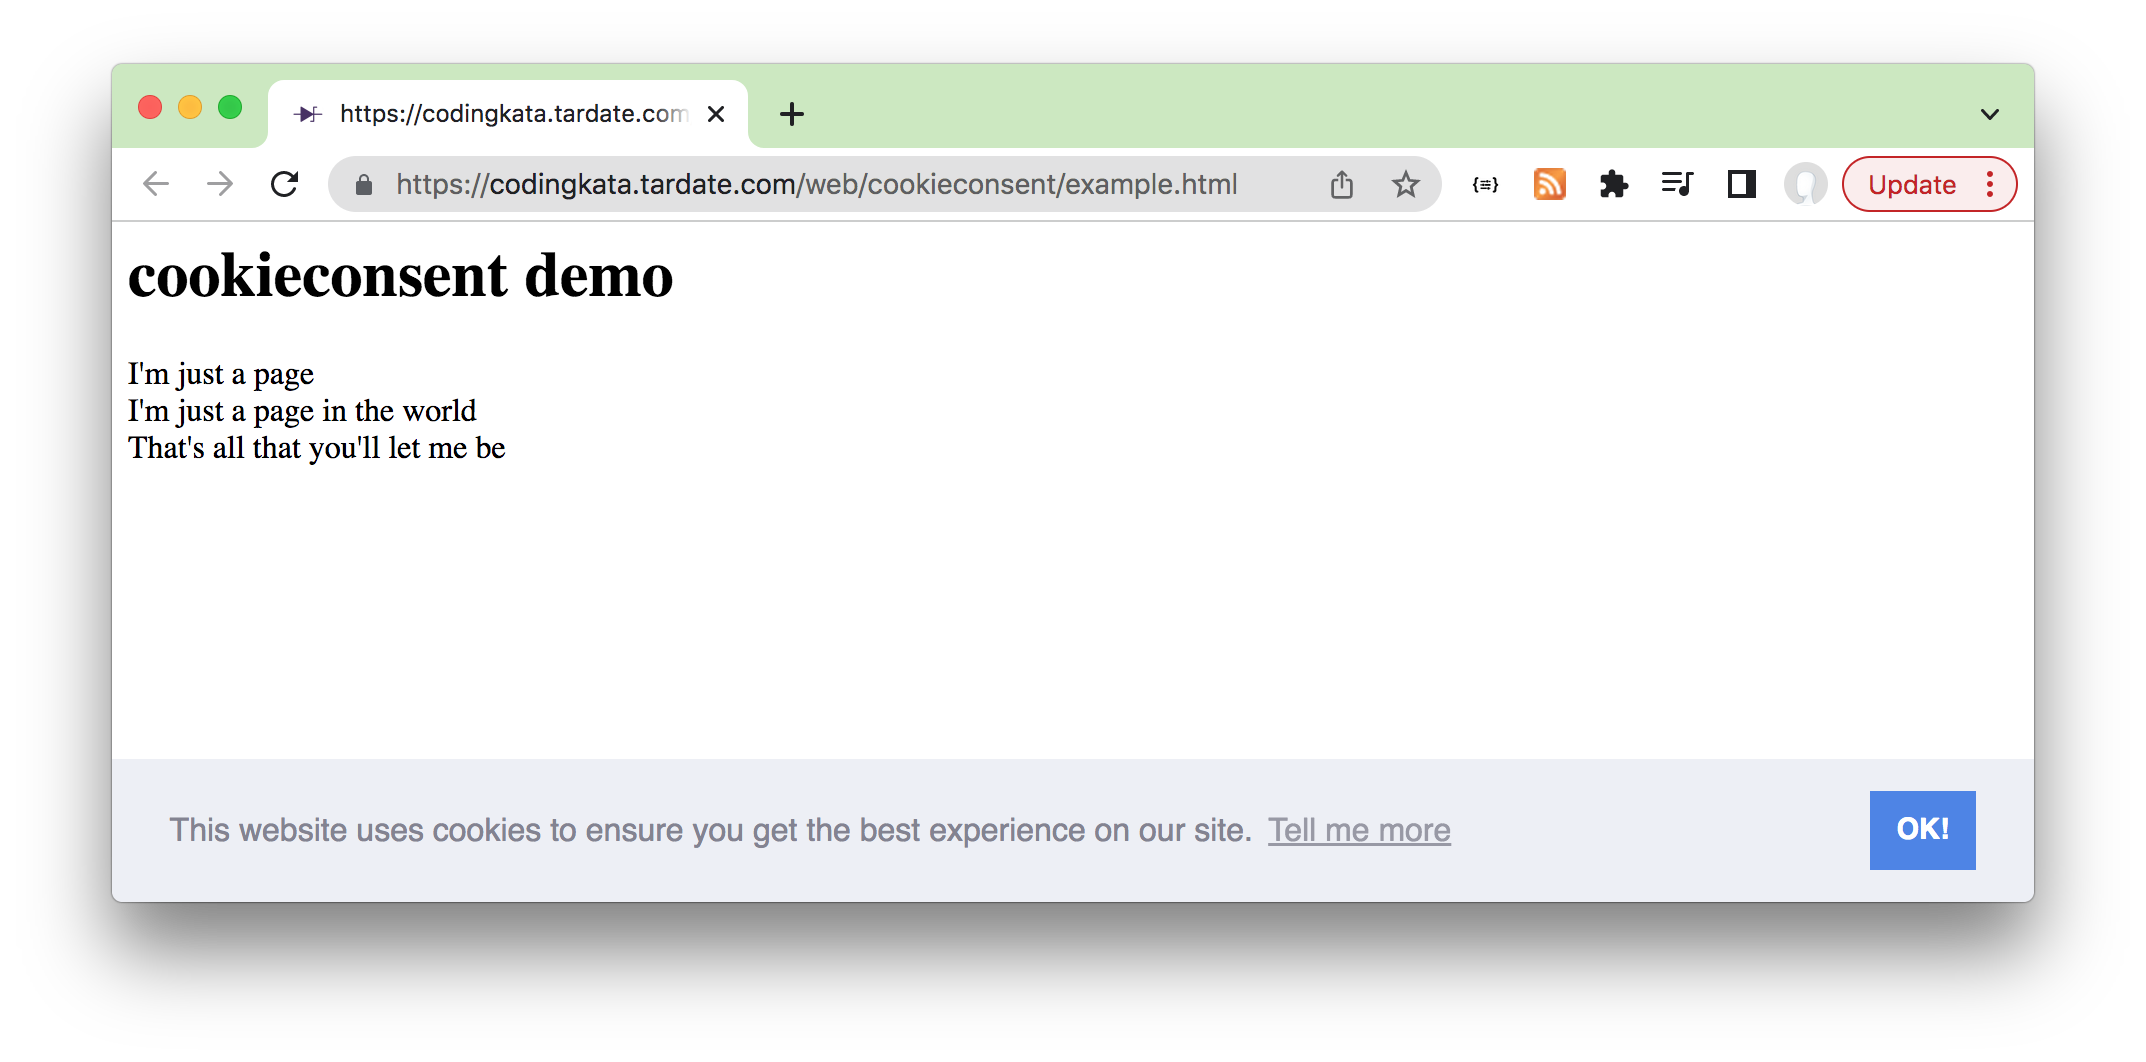 https://codingkata.tardate.com
https://codingkata.tardate.com/web/cookieconsent/example.html
Update
cookieconsent demo
I'm just a page
I'm just a page in the world
That's all that you'll let me be
This website uses cookies to ensure you get the best experience on our site. Tell me more
OK!